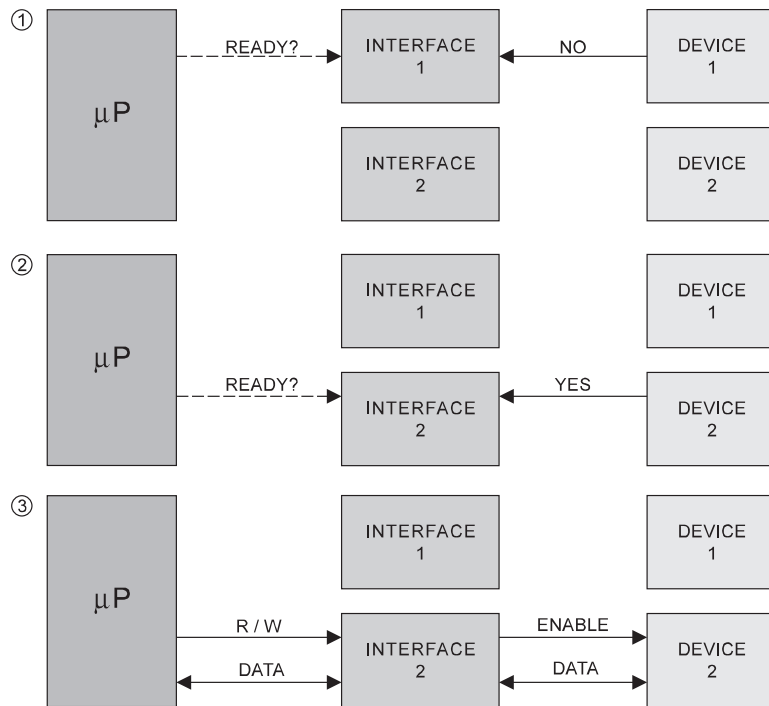 ①
μP
READY?
INTERFACE
1
NO
DEVICE
1
INTERFACE
2
DEVICE
2
②
μP
INTERFACE
1
DEVICE
1
READY?
INTERFACE
2
YES
DEVICE
2
③
μP
INTERFACE
1
DEVICE
1
R / W
INTERFACE
2
ENABLE
DEVICE
2
DATA
DATA